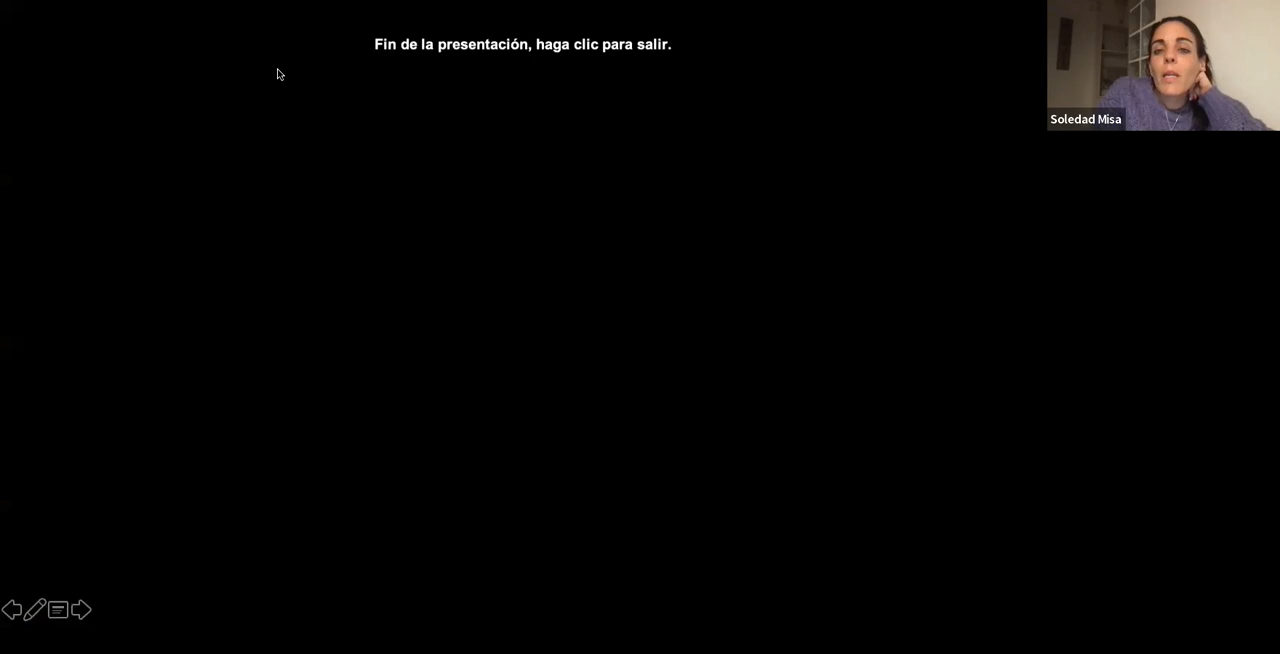 Fin de la presentación, haga clic para salir.
Soledad Misa